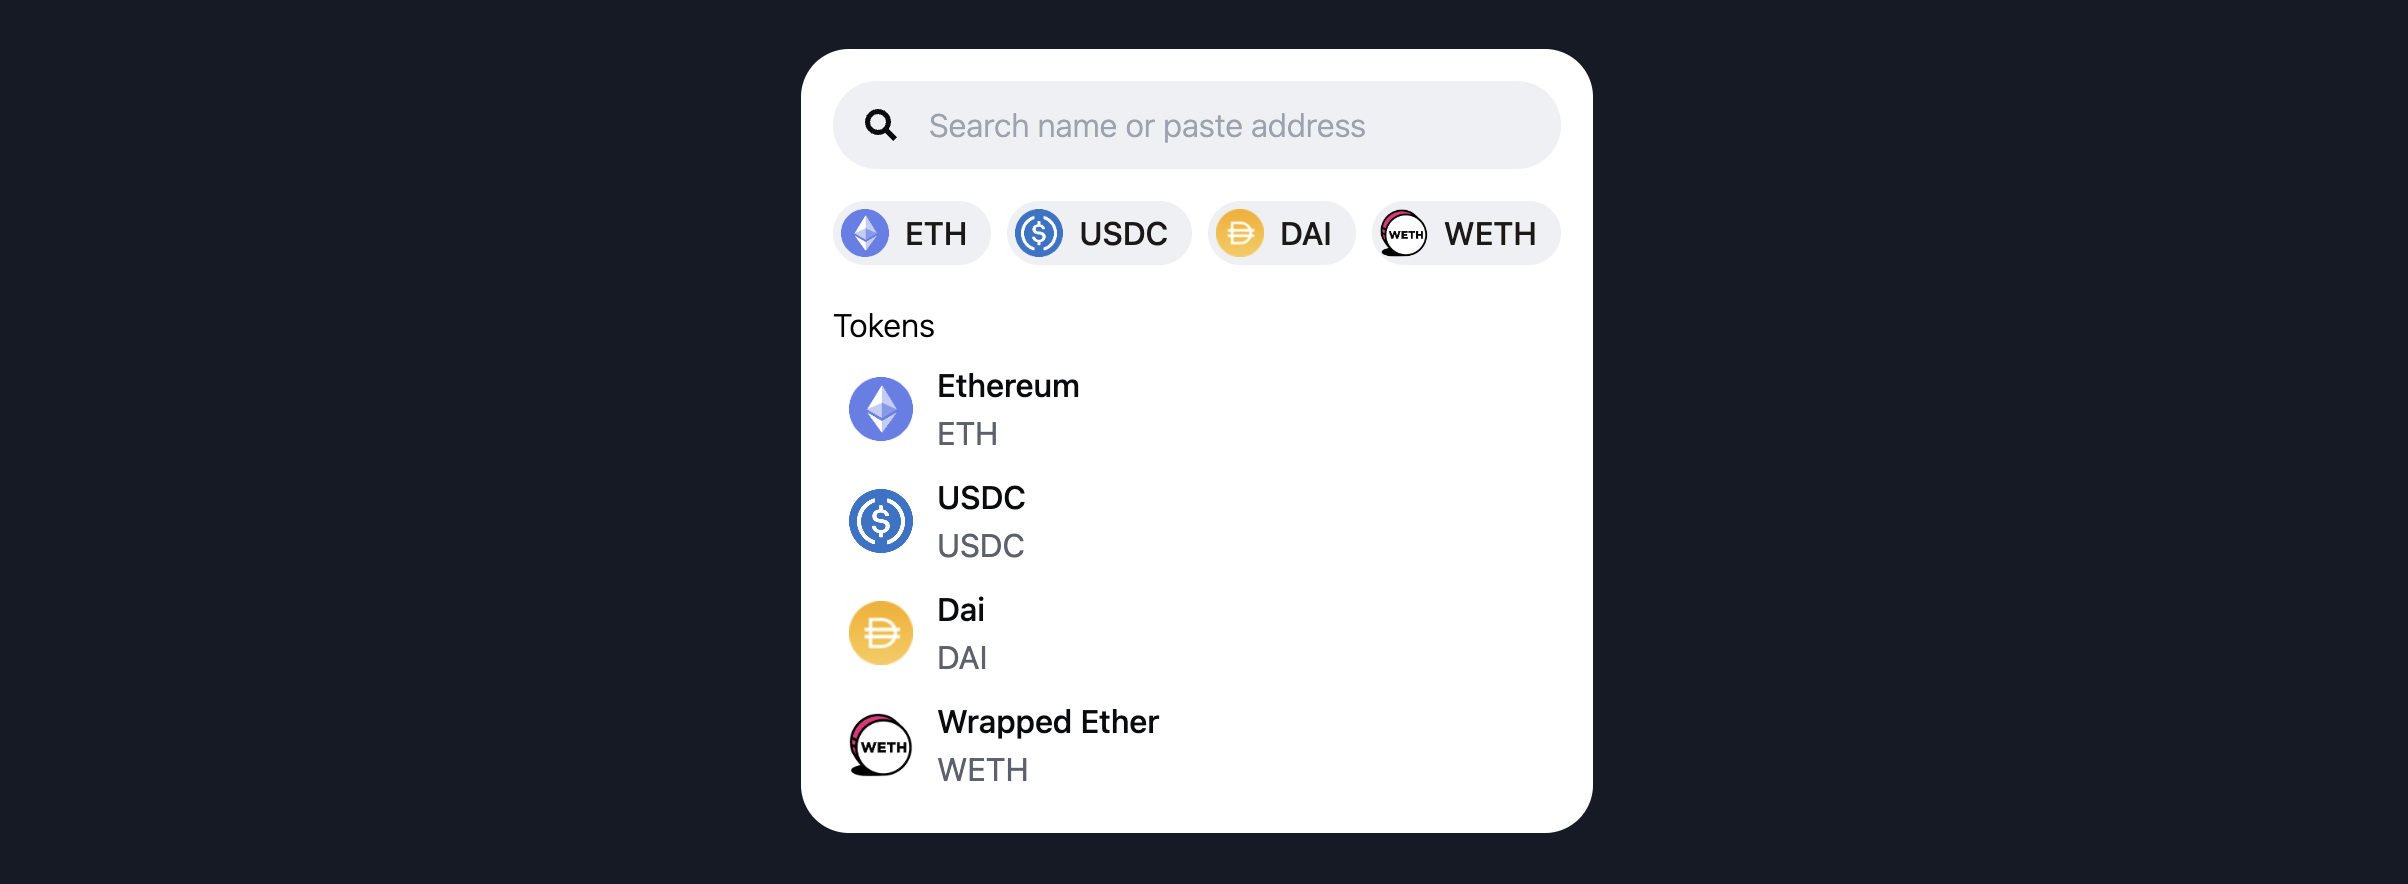 Search name or paste address
ETH USDC DAI WETH WETH
Tokens
Ethereum
ETH
USDC
USDC
Dai
DAI
WETH Wrapped Ether
WETH